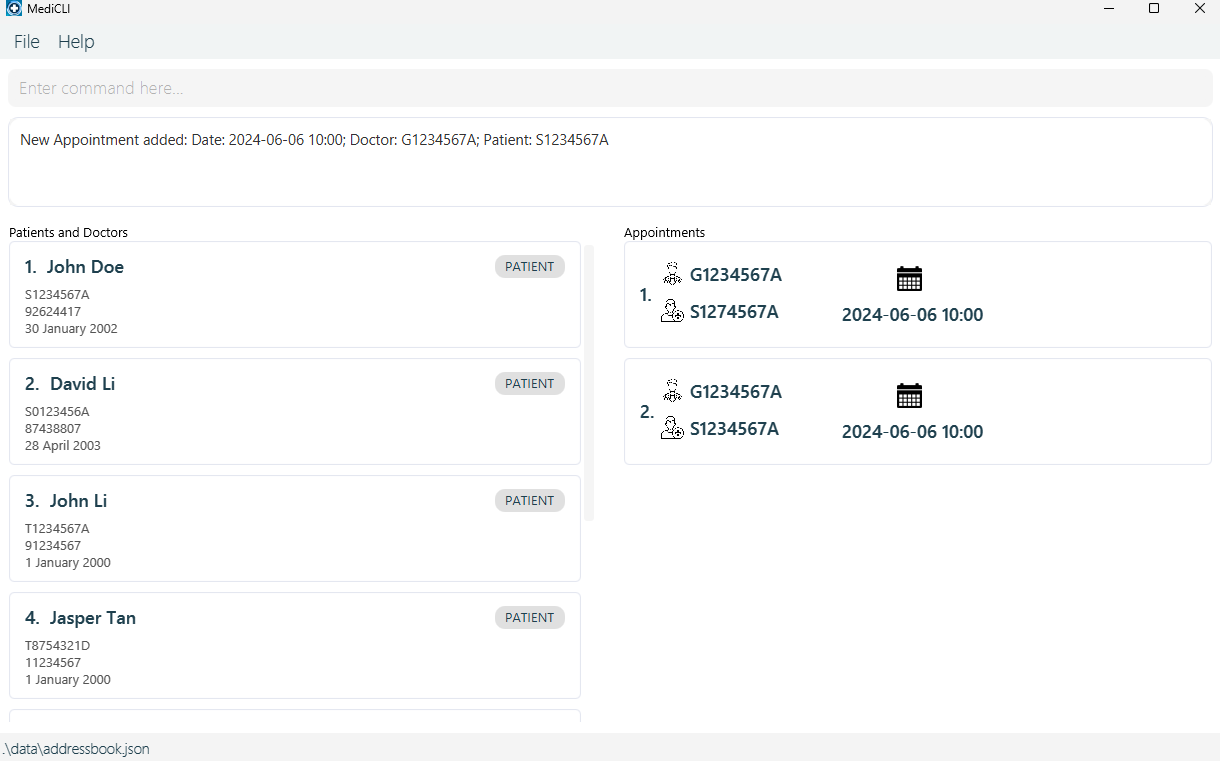 MediCLI
File Help
Enter command here...
New Appointment added: Date: 2024-06-06 10:00; Doctor: G1234567A; Patient: S1234567A
Patients and Doctors
1. John Doe
PATIENT
S1234567A
92624417
30 January 2002
2. David Li
PATIENT
S0123456A
87438807
28 April 2003
3. John Li
PATIENT
T1234567A
91234567
1 January 2000
4. Jasper Tan
PATIENT
T8754321D
11234567
1 January 2000
Appointments
1.
G1234567A
S1274567A
2024-06-06 10:00
2.
G1234567A
S1234567A
2024-06-06 10:00
.\data\addressbook.json